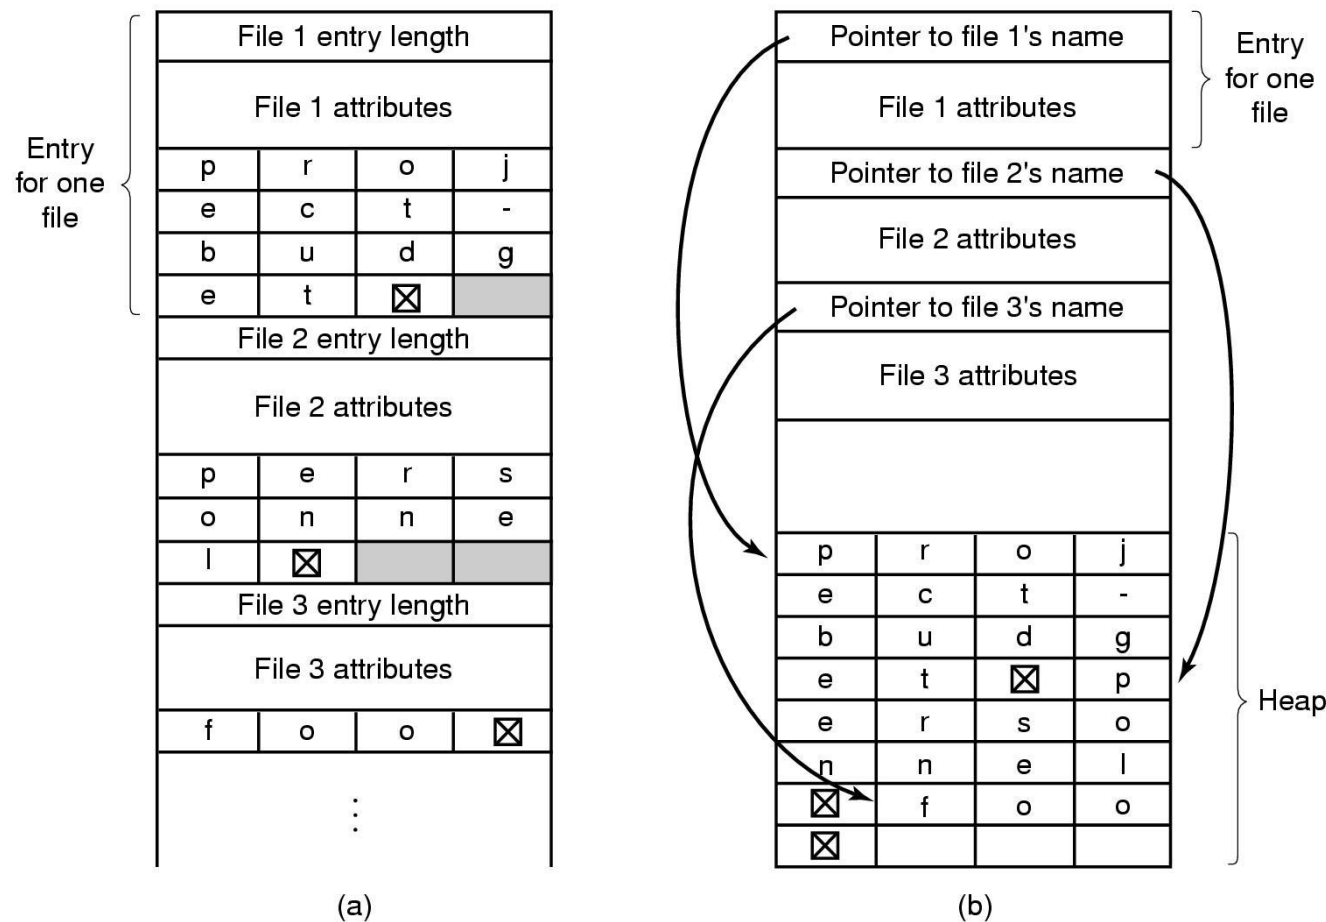 File 1 entry length
File 1 attributes
Entry
for one
file
p r o j
e c t -
b u d g
e t
File 2 entry length
File 2 attributes
p e r s
o n n e
l
File 3 entry length
File 3 attributes
f o o
⋮
(a)
Pointer to file 1's name
File 1 attributes
Entry
for one
file
Pointer to file 2's name
File 2 attributes
Pointer to file 3's name
File 3 attributes
p r o j
e c t -
b u d g
e t p
e r s o
n n e l
f o o
Heap
(b)